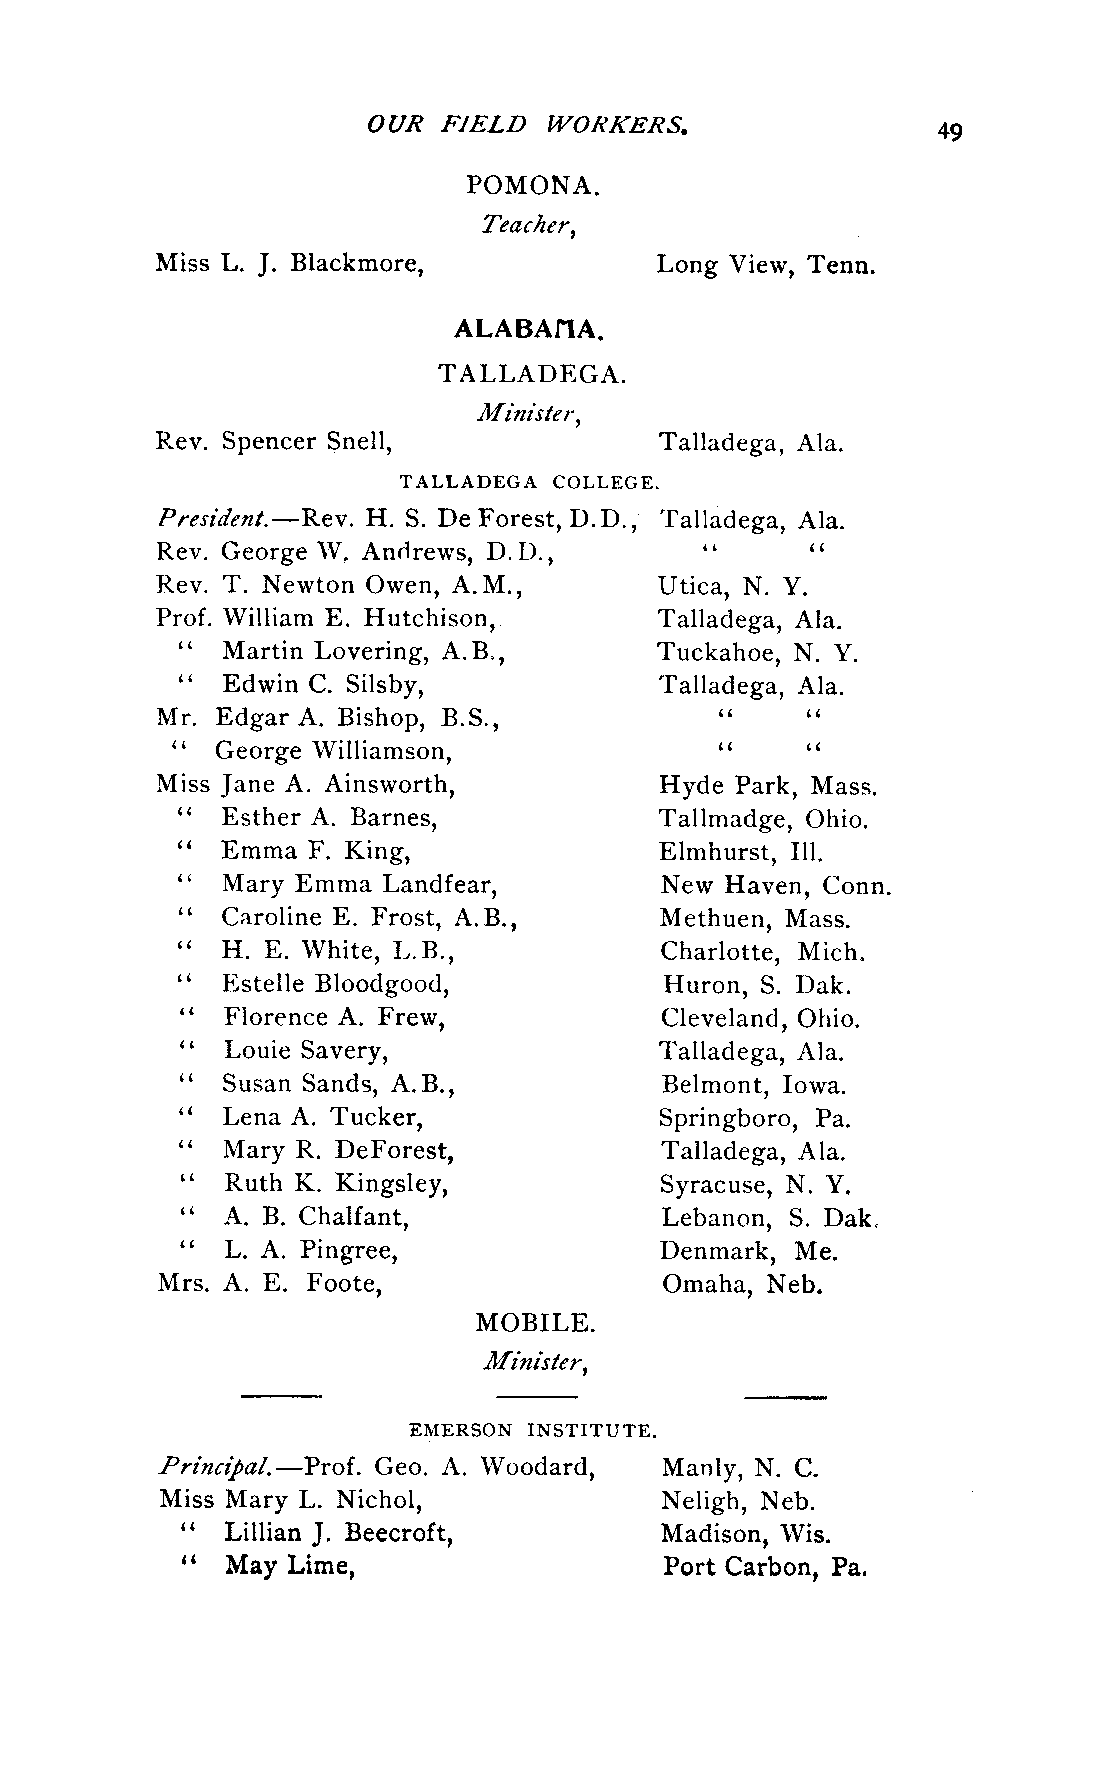 OUR FIELD WORKERS. 49
POMONA.
Teacher,
Miss L. J. Blackmore, Long View, Tenn.
ALABAMA.
TALLADEGA.
Minister,
Rev. Spencer Snell, Talladega, Ala.
TALLADEGA COLLEGE.
President.—Rev. H. S. De Forest, D.D., Talladega, Ala.
Rev. George W. Andrews, D.D., " "
Rev. T. Newton Owen, A.M., Utica, N. Y.
Prof. William E. Hutchison, Talladega, Ala.
" Martin Lovering, A.B., Tuckahoe, N. Y.
" Edwin C. Silsby, Talladega, Ala.
Mr. Edgar A. Bishop, B.S., " "
" George Williamson, " "
Miss Jane A. Ainsworth, Hyde Park, Mass.
" Esther A. Barnes, Tallmadge, Ohio.
" Emma F. King, Elmhurst, Ill.
" Mary Emma Landfear, New Haven, Conn.
" Caroline E. Frost, A.B., Methuen, Mass.
" H. E. White, L.B., Charlotte, Mich.
" Estelle Bloodgood, Huron, S. Dak.
" Florence A. Frew, Cleveland, Ohio.
" Louie Savery, Talladega, Ala.
" Susan Sands, A.B., Belmont, Iowa.
" Lena A. Tucker, Springboro, Pa.
" Mary R. DeForest, Talladega, Ala.
" Ruth K. Kingsley, Syracuse, N. Y.
" A. B. Chalfant, Lebanon, S. Dak.
" L. A. Pingree, Denmark, Me.
Mrs. A. E. Foote, Omaha, Neb.
MOBILE.
Minister,
EMERSON INSTITUTE.
Principal.—Prof. Geo. A. Woodard, Manly, N. C.
Miss Mary L. Nichol, Neligh, Neb.
" Lillian J. Beecroft, Madison, Wis.
" May Lime, Port Carbon, Pa.